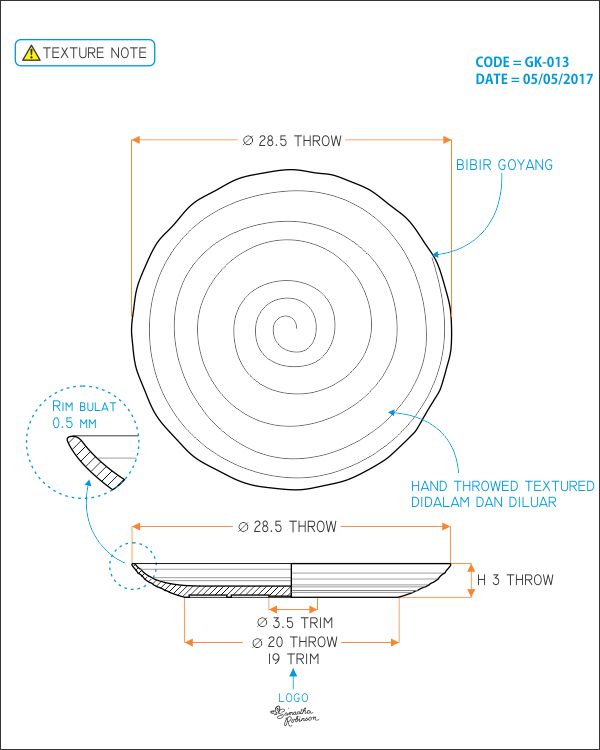 TEXTURE NOTE
CODE = GK-013
DATE = 05/05/2017
Ø 28.5 THROW
BIBIR GOYANG
RIM BULAT
0.5 MM
HAND THROWED TEXTURED
DIDALAM DAN DILUAR
Ø 28.5 THROW
H 3 THROW
Ø 3.5 TRIM
Ø 20 THROW
19 TRIM
LOGO
Samantha
Robinson